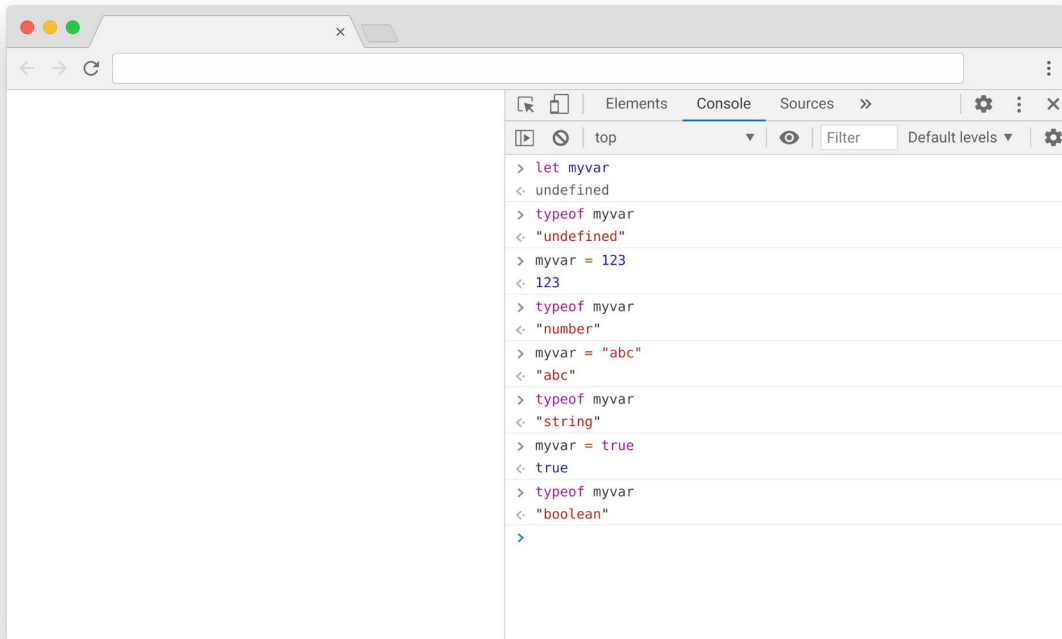 Elements Console Sources »
top Filter Default levels
> let myvar
undefined
> typeof myvar
"undefined"
> myvar = 123
123
> typeof myvar
"number"
> myvar = "abc"
"abc"
> typeof myvar
"string"
> myvar = true
true
> typeof myvar
"boolean"
>